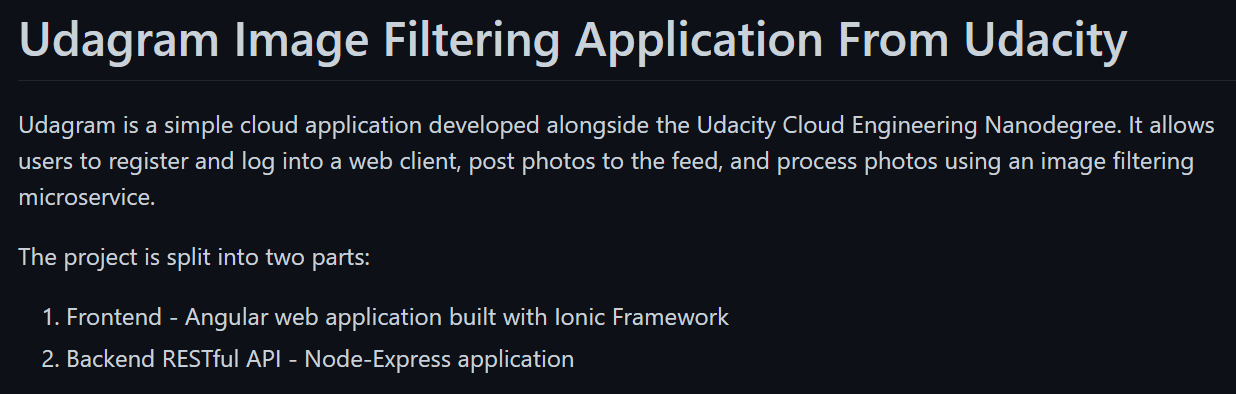 Udagram Image Filtering Application From Udacity
Udagram is a simple cloud application developed alongside the Udacity Cloud Engineering Nanodegree. It allows
users to register and log into a web client, post photos to the feed, and process photos using an image filtering
microservice.
The project is split into two parts:
1. Frontend - Angular web application built with Ionic Framework
2. Backend RESTful API - Node-Express application